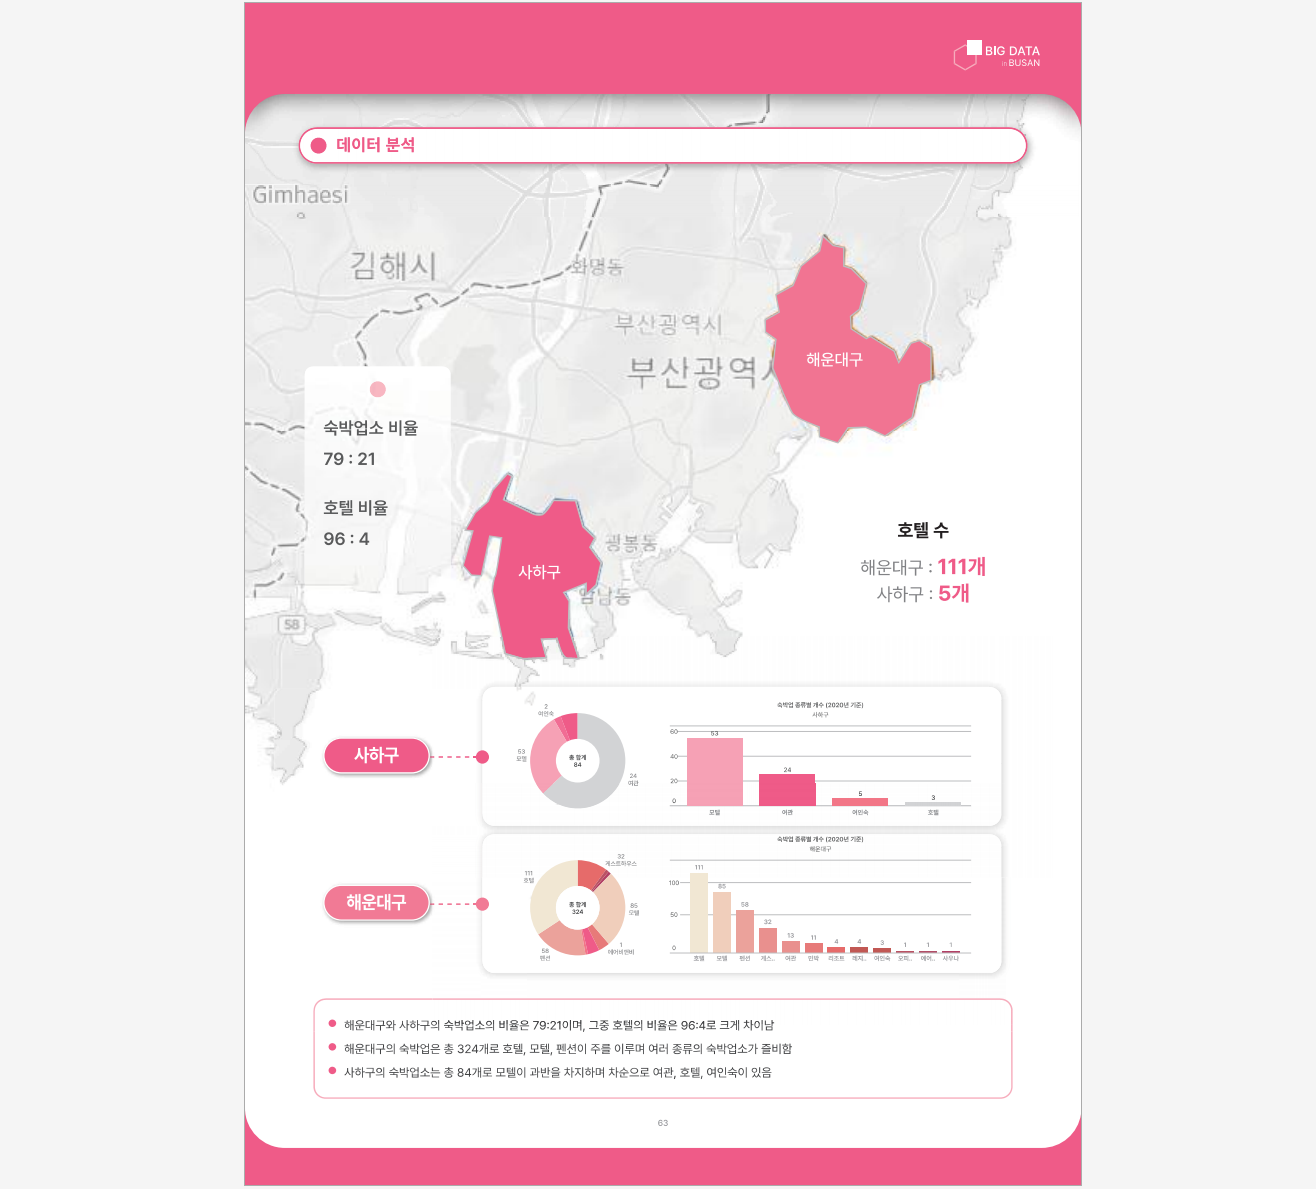 BIG DATA
in BUSAN
데이터 분석
Gimhaesi
김해시
화명동
부산광역시
부산광역시
해운대구
숙박업소 비율
79 : 21
호텔 비율
96 : 4
사하구
광복동
암남동
58
호텔 수
해운대구 : 111개
사하구 : 5개
사하구
2
여인숙
53
모텔
24
여관
총 합계
84
숙박업 종류별 개수 (2020년 기준)
사하구
60
40
20
0
53
24
5
3
모텔
여관
여인숙
호텔
해운대구
32
게스트하우스
111
호텔
85
모텔
1
에어비앤비
58
펜션
총 합계
324
숙박업 종류별 개수 (2020년 기준)
해운대구
100
50
0
111
85
58
32
13
11
4
4
3
1
1
1
호텔
모텔
펜션
게스..
여관
민박
리조트
레지..
여인숙
오피..
에어..
사우나
해운대구와 사하구의 숙박업소의 비율은 79:21이며, 그중 호텔의 비율은 96:4로 크게 차이남
해운대구의 숙박업은 총 324개로 호텔, 모텔, 펜션이 주를 이루며 여러 종류의 숙박업소가 즐비함
사하구의 숙박업소는 총 84개로 모텔이 과반을 차지하며 차순으로 여관, 호텔, 여인숙이 있음
63